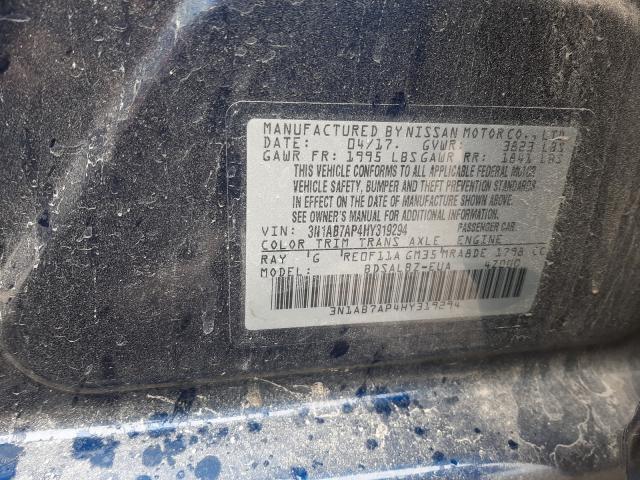 MANUFACTURED BY NISSAN MOTOR CO., LTD
DATE: 04/17. GVWR: 3823 LBS
GAWR FR: 1995 LBS GAWR RR: 1841 LBS
THIS VEHICLE CONFORMS TO ALL APPLICABLE FEDERAL MOTOR
VEHICLE SAFETY, BUMPER AND THEFT PREVENTION STANDARDS
IN EFFECT ON THE DATE OF MANUFACTURE SHOWN ABOVE.
SEE OWNER'S MANUAL FOR ADDITIONAL INFORMATION.
VIN: 3N1AB7AP4HY319294 PASSENGER CAR.
COLOR TRIM TRANS AXLE ENGINE
RAY G RE0F11A GM35 MRA8DE 1798 CC
MODEL: BDSALBZ-EUA
3N1AB7AP4HY319294